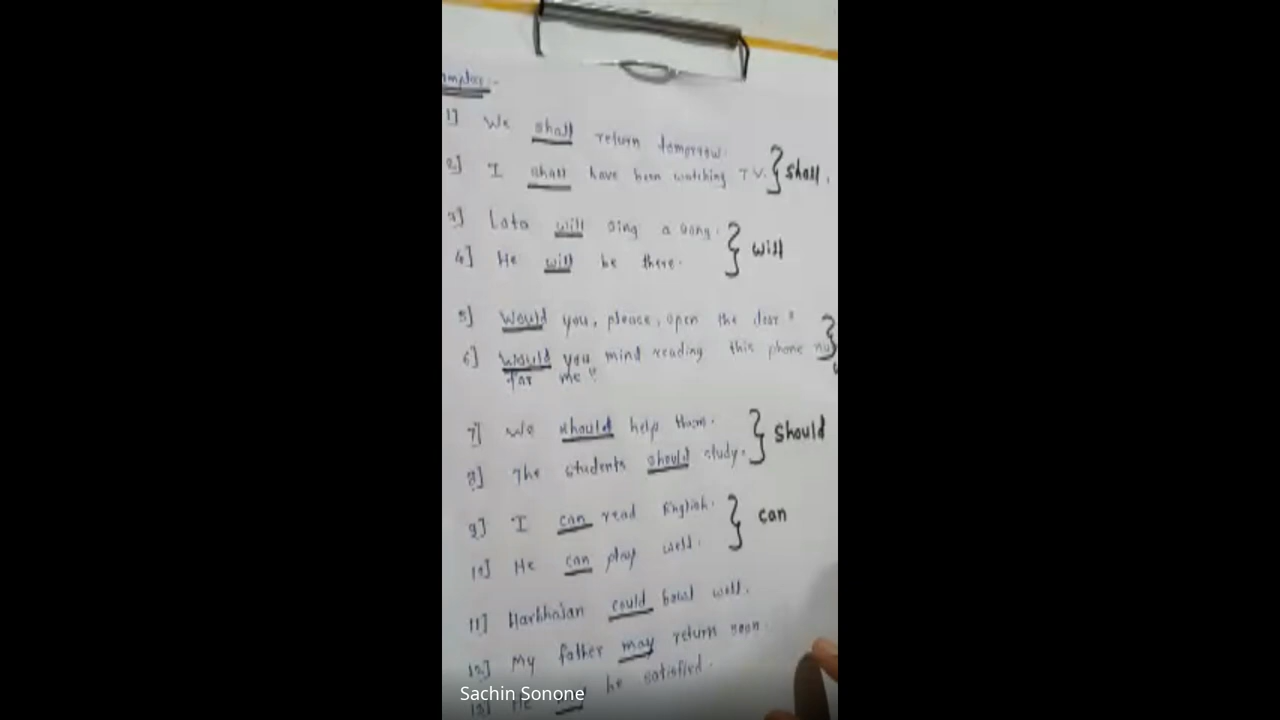 1] We shall return tomorrow.
2] I shall have been watching T.V. } shall.
3] Lata will sing a song.
4] He will be there. } will
5] Would you, please, open the door?
6] Would you mind reading this phone
for me?
7] We should help them. } should
8] The students should study.
9] I can read English. } can
10] He can play well.
11] Harbhajan could bowl well.
12] My father may return soon.
13] He be satisfied.
Sachin Sonone